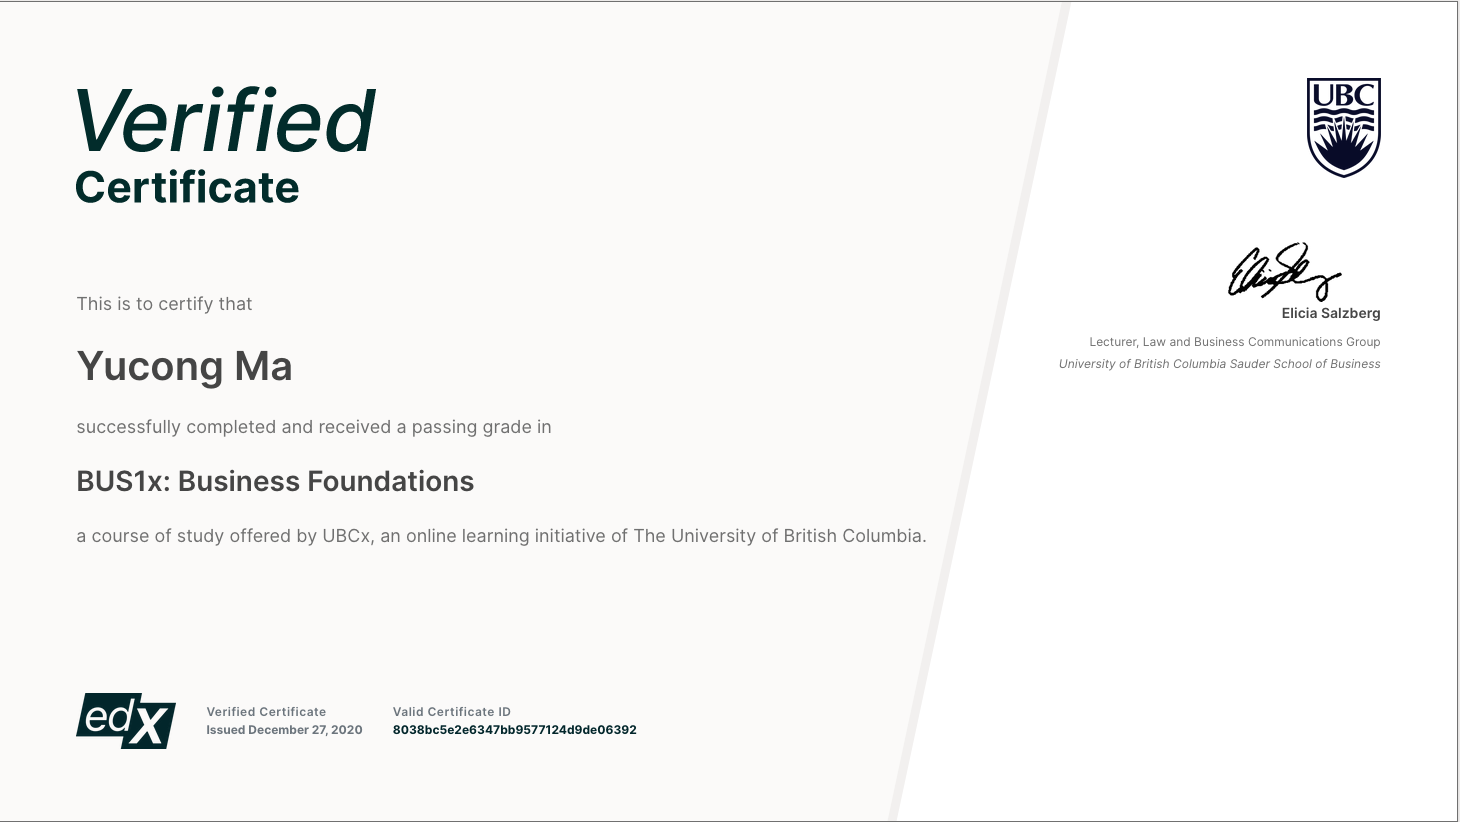 Verified
Certificate
This is to certify that
Yucong Ma
successfully completed and received a passing grade in
BUS1x: Business Foundations
a course of study offered by UBCx, an online learning initiative of The University of British Columbia.
edX
Verified Certificate
Issued December 27, 2020
Valid Certificate ID
8038bc5e2e6347bb9577124d9de06392
UBC
Elicia Salzberg
Lecturer, Law and Business Communications Group
University of British Columbia Sauder School of Business